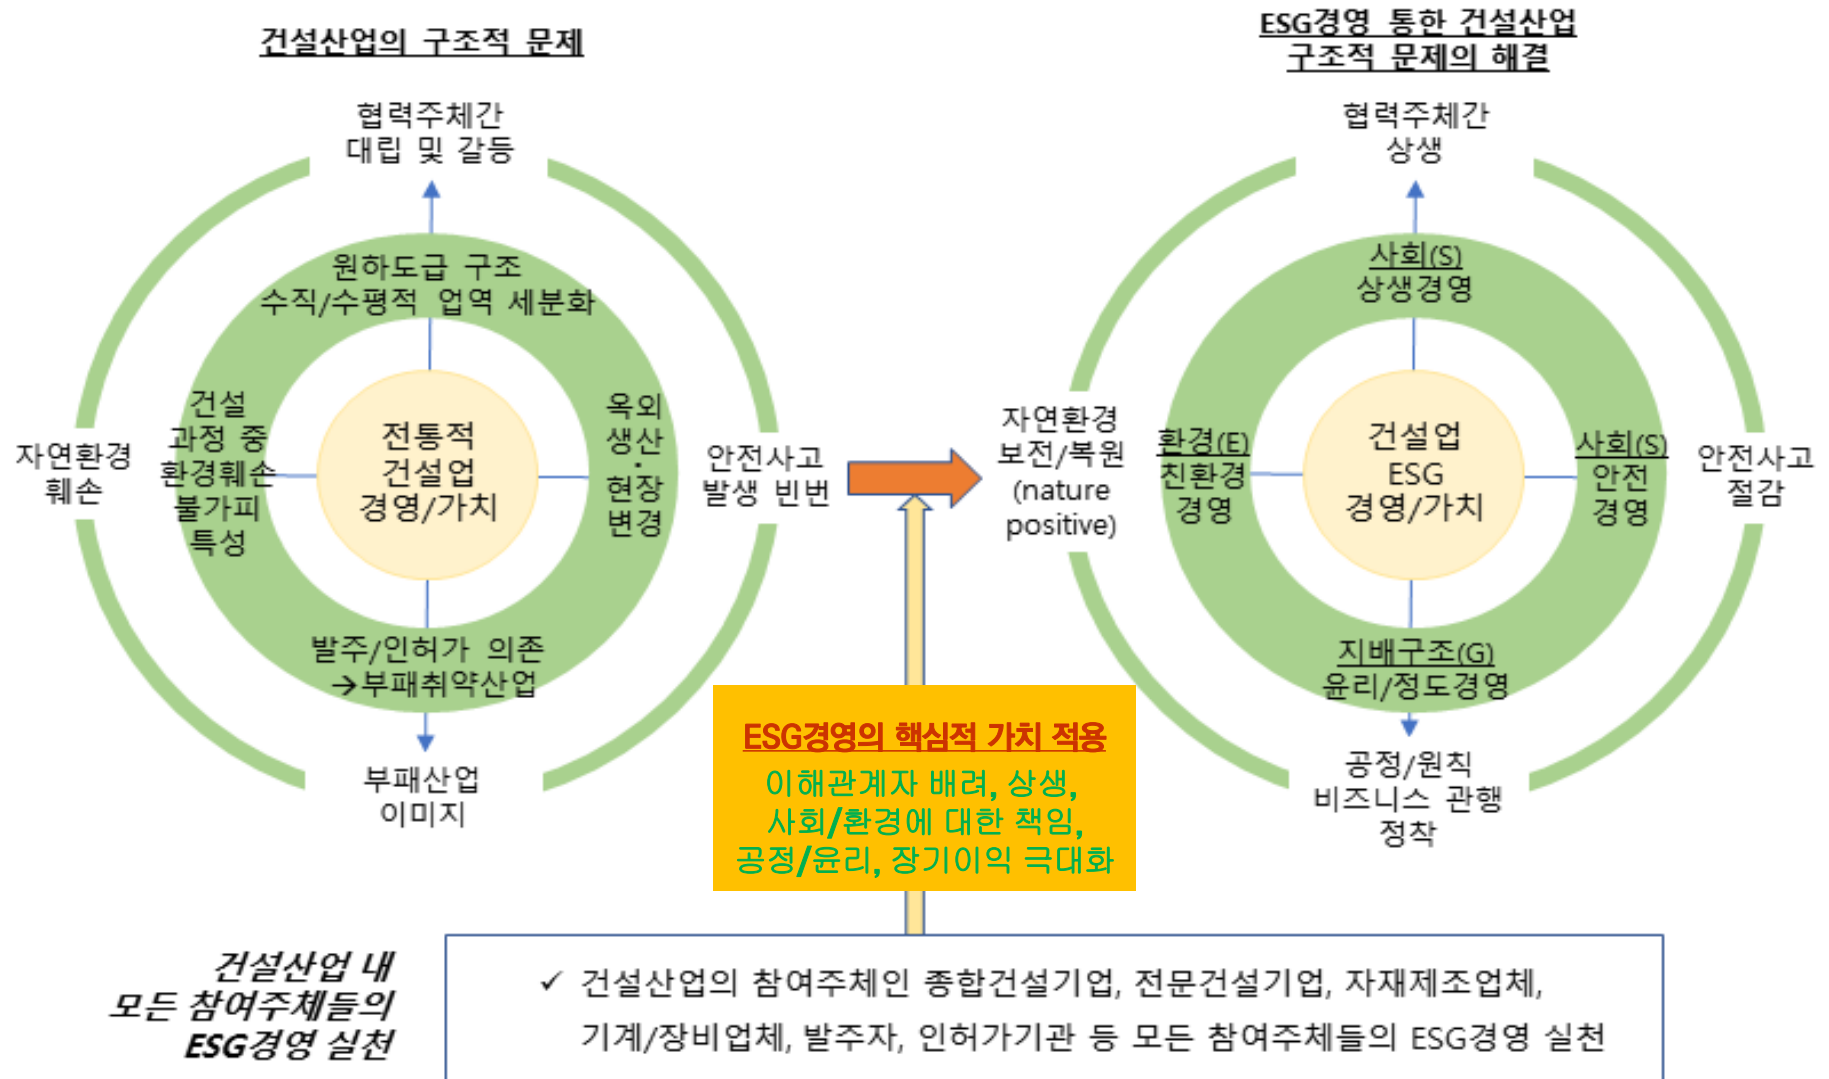 건설산업의 구조적 문제
협력주체간
대립 및 갈등
원하도급 구조
수직/수평적 업역 세분화
자연환경
훼손
건설
과정 중
환경훼손
불가피
특성
전통적
건설업
경영/가치
옥외
생산
·
현장
변경
안전사고
발생 빈번
발주/인허가 의존
→부패취약산업
부패산업
이미지
ESG경영 통한 건설산업
구조적 문제의 해결
협력주체간
상생
사회(S)
상생경영
자연환경
보전/복원
(nature
positive)
환경(E)
친환경
경영
건설업
ESG
경영/가치
사회(S)
안전
경영
안전사고
절감
지배구조(G)
윤리/정도경영
공정/원칙
비즈니스 관행
정착
ESG경영의 핵심적 가치 적용
이해관계자 배려, 상생,
사회/환경에 대한 책임,
공정/윤리, 장기이익 극대화
건설산업 내
모든 참여주체들의
ESG경영 실천
✓ 건설산업의 참여주체인 종합건설기업, 전문건설기업, 자재제조업체,
기계/장비업체, 발주자, 인허가기관 등 모든 참여주체들의 ESG경영 실천